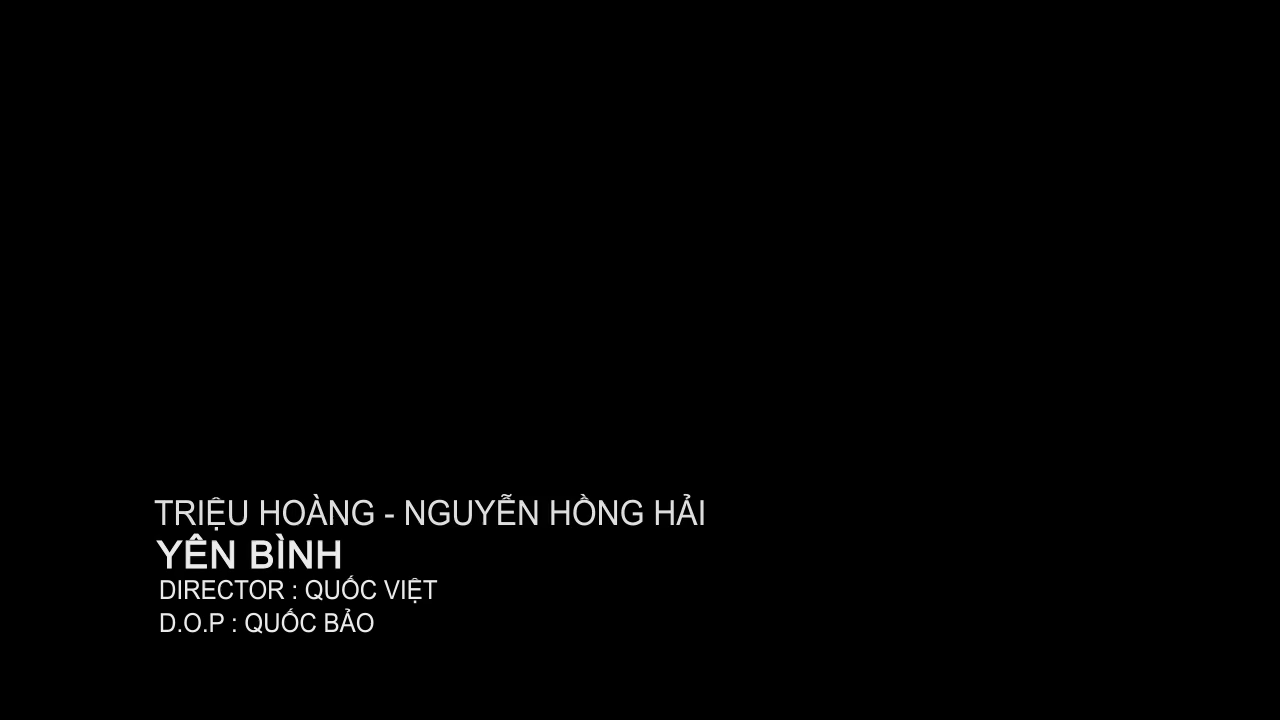 TRIỆU HOÀNG - NGUYỄN HỒNG HẢI
YÊN BÌNH
DIRECTOR : QUỐC VIỆT
D.O.P : QUỐC BẢO